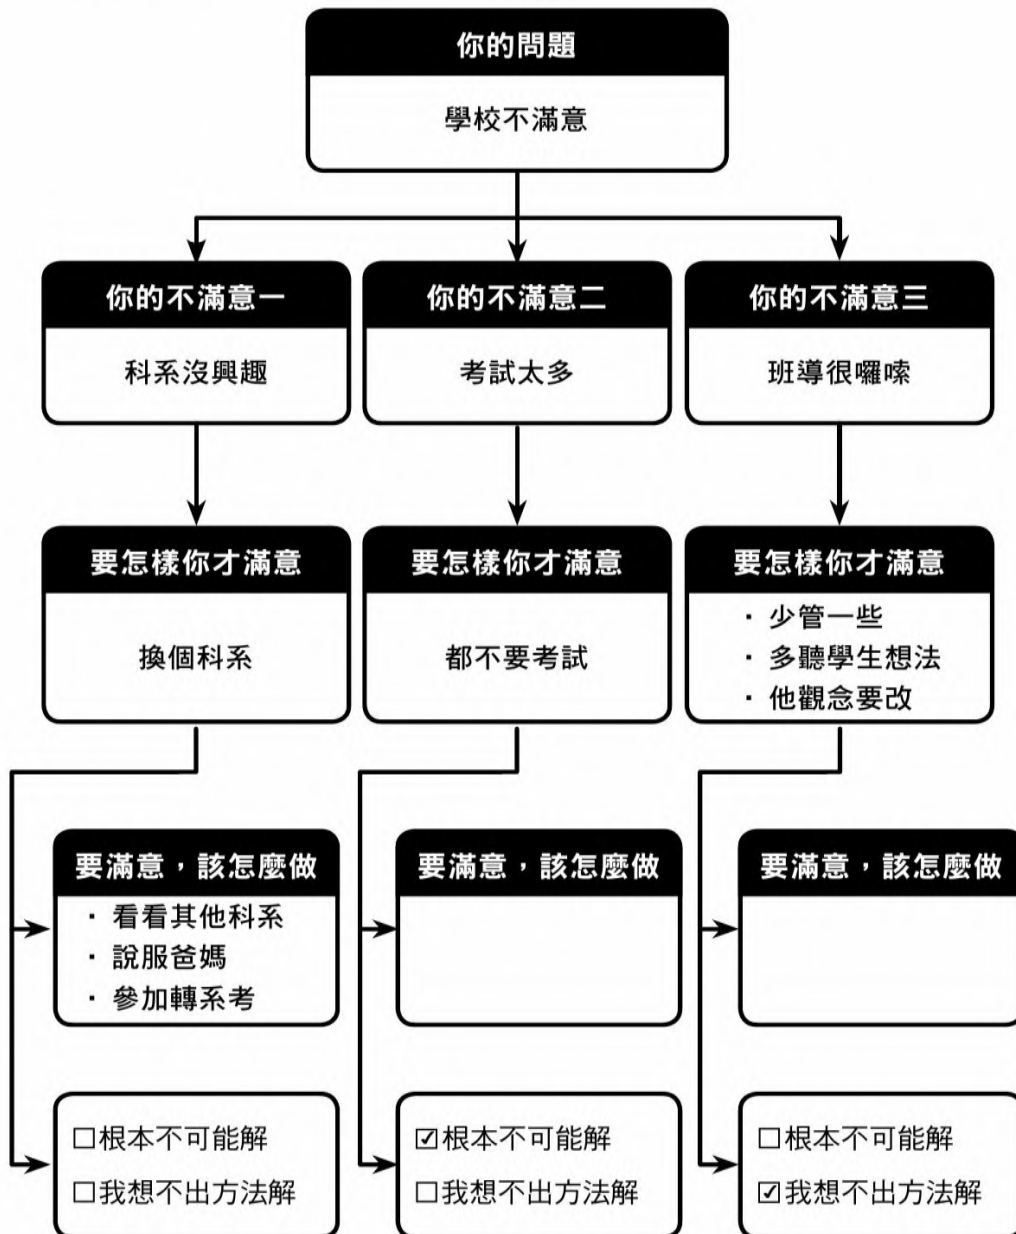 你的問題
學校不滿意
你的不滿意一
科系沒興趣
你的不滿意二
考試太多
你的不滿意三
班導很囉嗦
要怎樣你才滿意
換個科系
要怎樣你才滿意
都不要考試
要怎樣你才滿意
· 少管一些
· 多聽學生想法
· 他觀念要改
要滿意，該怎麼做
· 看看其他科系
· 說服爸媽
· 參加轉系考
要滿意，該怎麼做
要滿意，該怎麼做
☐根本不可能解
☐我想不出方法解
☑根本不可能解
☐我想不出方法解
☐根本不可能解
☑我想不出方法解